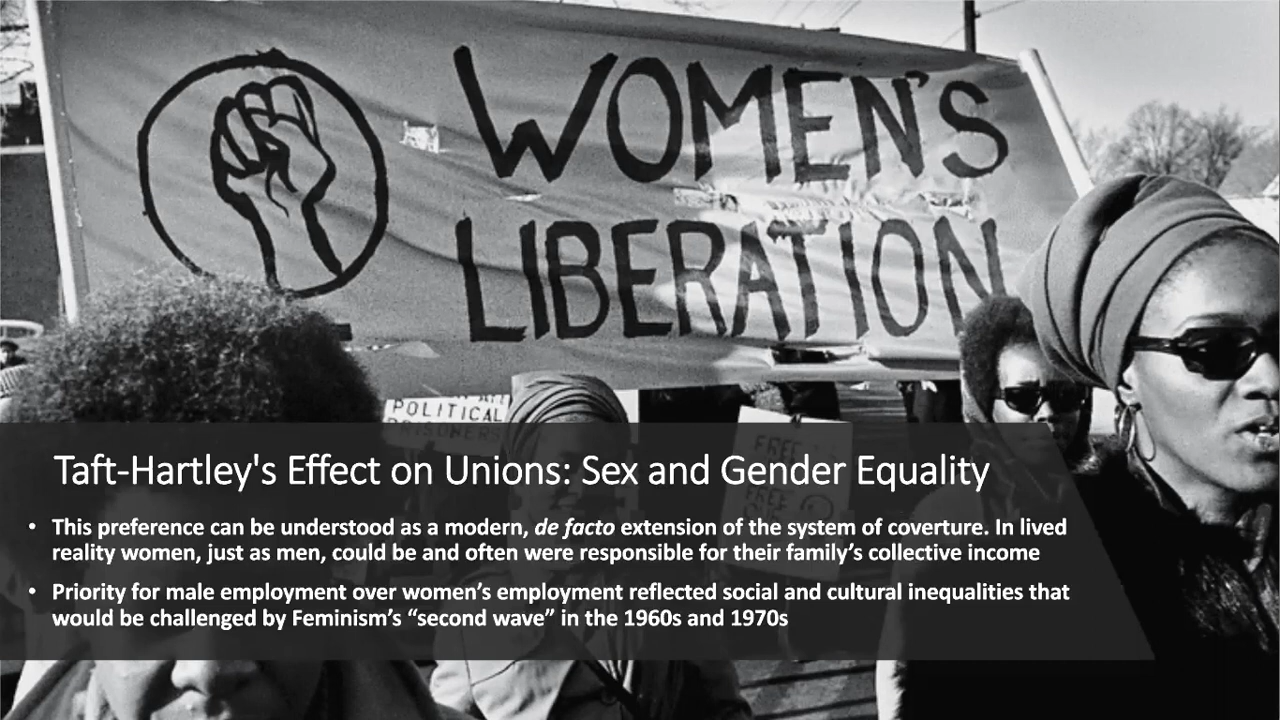 WOMEN'S
LIBERATION
POLITICAL
PRISONERS
FREE
FREE
Taft-Hartley's Effect on Unions: Sex and Gender Equality
• This preference can be understood as a modern, de facto extension of the system of coverture. In lived
reality women, just as men, could be and often were responsible for their family’s collective income
• Priority for male employment over women’s employment reflected social and cultural inequalities that
would be challenged by Feminism’s “second wave” in the 1960s and 1970s